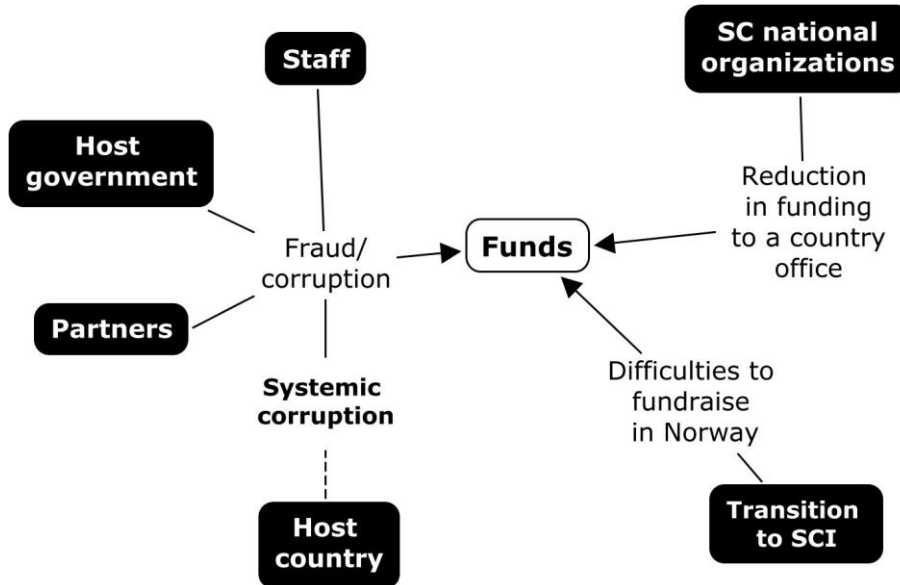 Staff
SC national
organizations
Host
government
Reduction
in funding
to a country
office
Fraud/
corruption
Funds
Partners
Systemic
corruption
Difficulties to
fundraise
in Norway
Host
country
Transition
to SCI